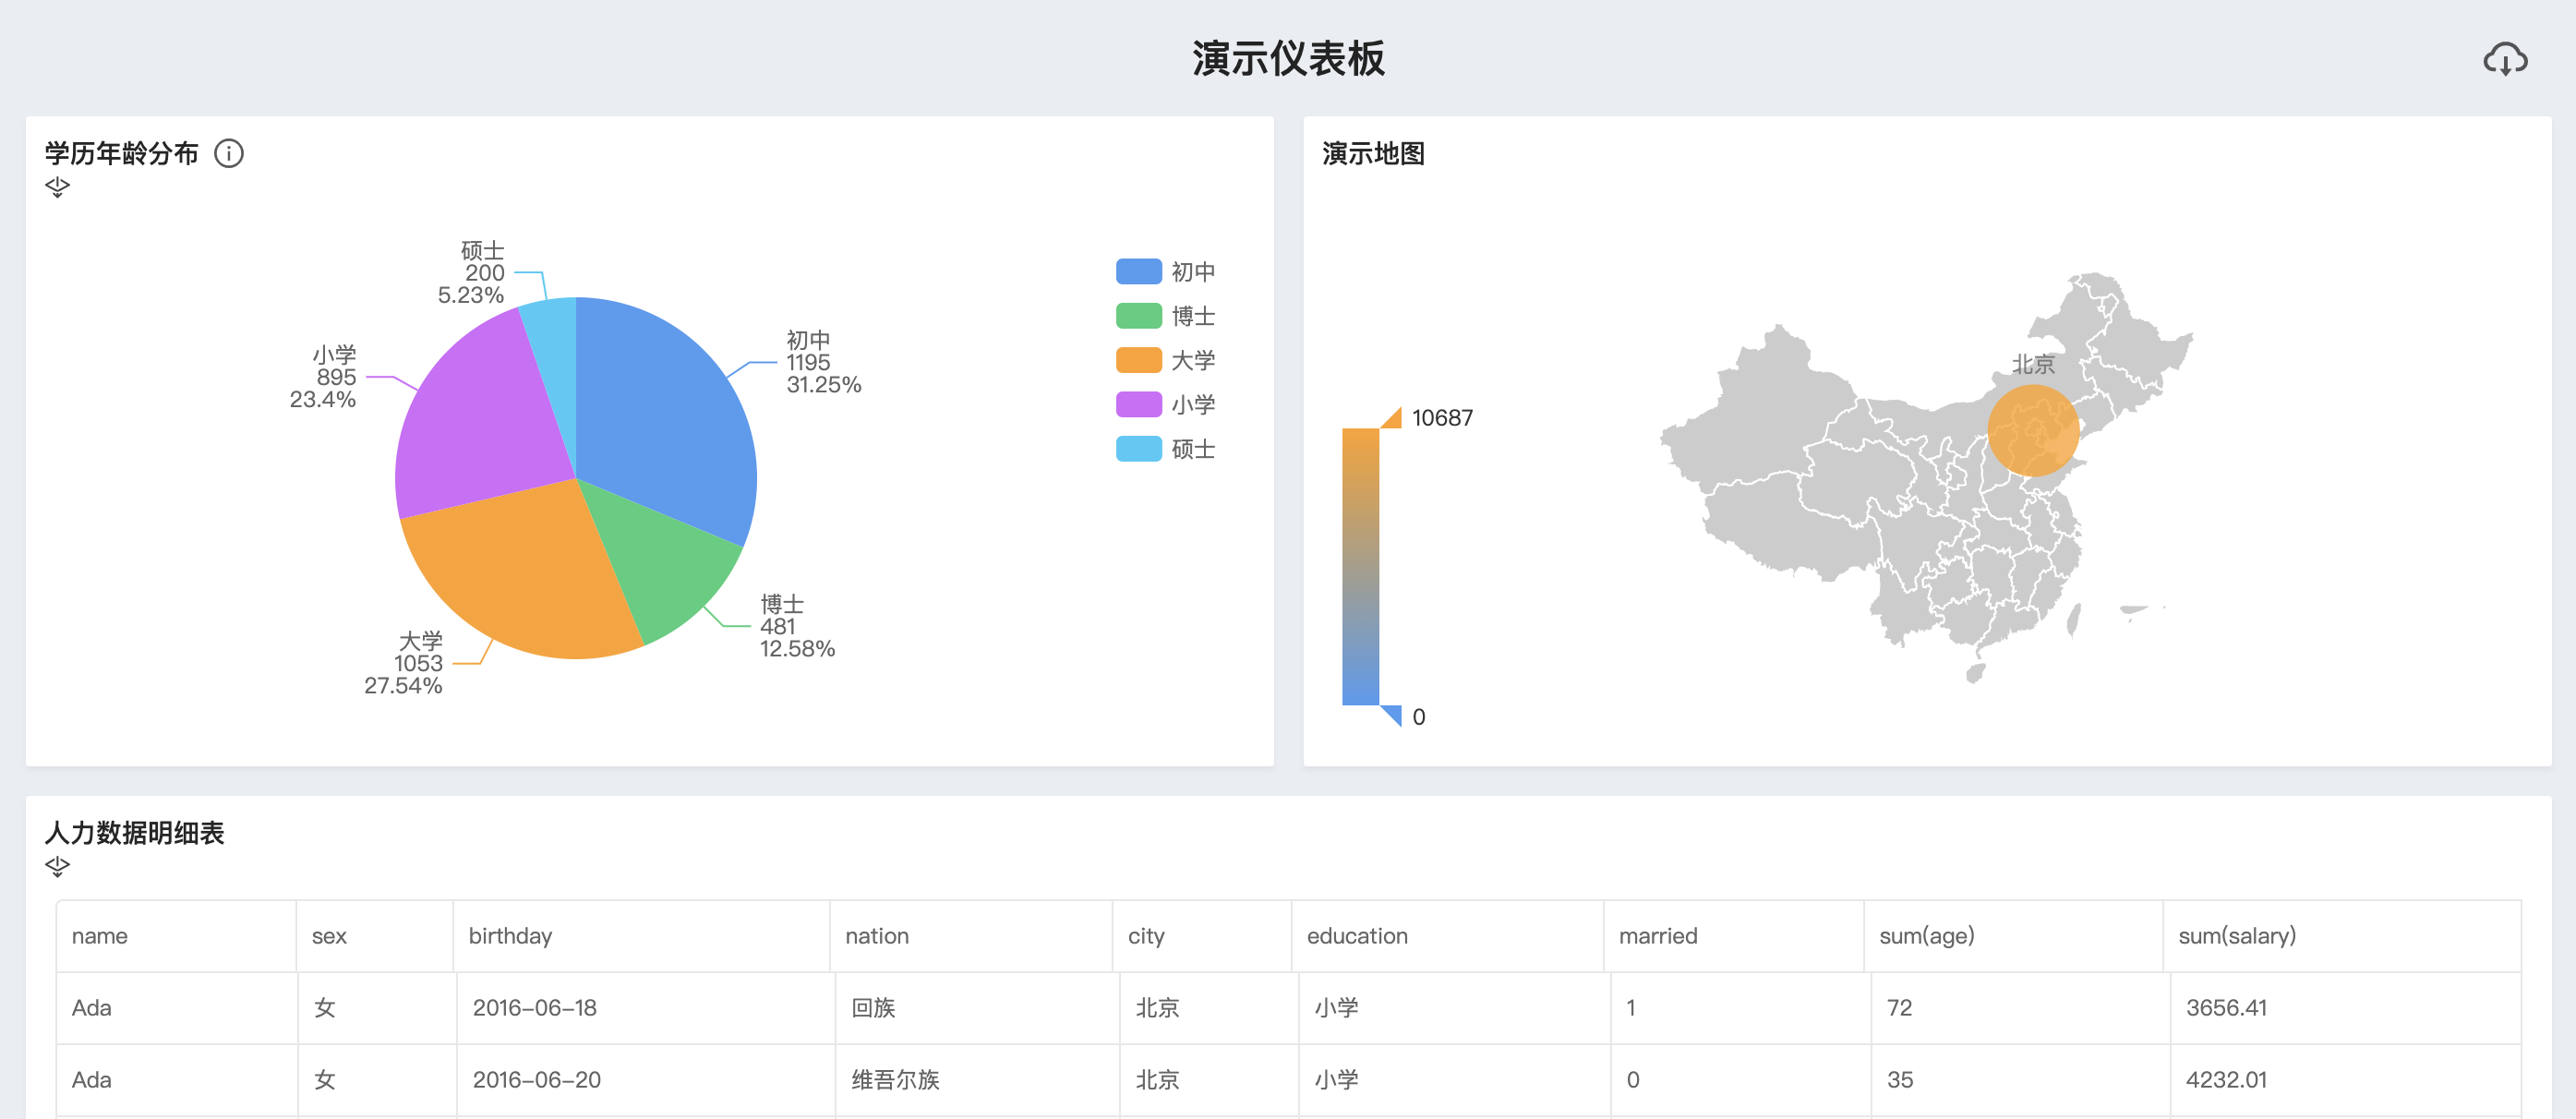 演示仪表板
学历年龄分布
硕士
200
5.23%
小学
895
23.4%
初中
1195
31.25%
博士
481
12.58%
大学
1053
27.54%
初中
博士
大学
小学
硕士
演示地图
北京
10687
0
人力数据明细表
name sex birthday nation city education married sum(age) sum(salary)
Ada 女 2016-06-18 回族 北京 小学 1 72 3656.41
Ada 女 2016-06-20 维吾尔族 北京 小学 0 35 4232.01